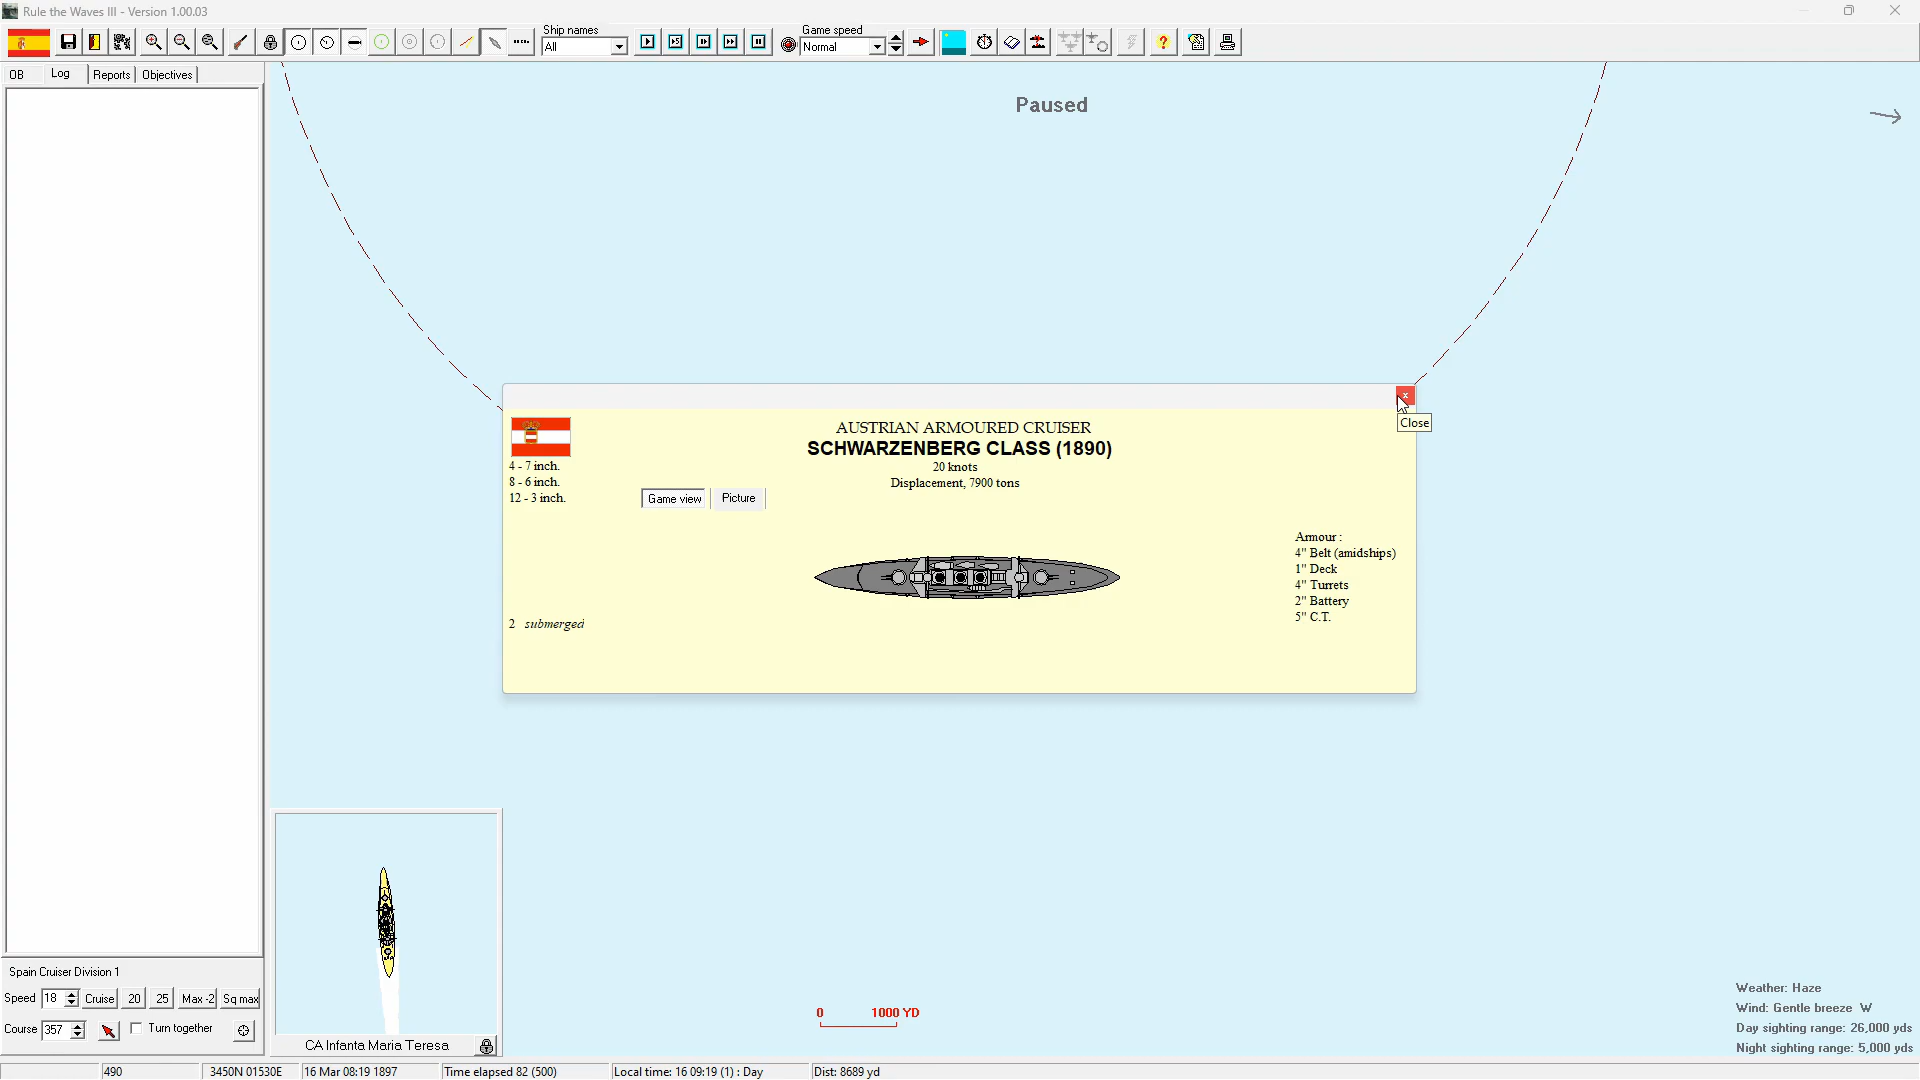 Rule the Waves III - Version 1.00.03
Ship names
All
Game speed
Normal
OB
Log
Reports
Objectives
Paused
x
Close
AUSTRIAN ARMOURED CRUISER
SCHWARZENBERG CLASS (1890)
20 knots
Displacement, 7900 tons
4 - 7 inch.
8 - 6 inch.
12 - 3 inch.
Game view
Picture
Armour :
4" Belt (amidships)
1" Deck
4" Turrets
2" Battery
5" C.T.
2 submerged
Spain Cruiser Division 1
Speed 18 Cruise 20 25 Max -2 Sq max
Course 357 Turn together
CA Infanta Maria Teresa
0 1000 YD
Weather: Haze
Wind: Gentle breeze W
Day sighting range: 26,000 yds
Night sighting range: 5,000 yds
490
3450N 01530E
16 Mar 08:19 1897
Time elapsed 82 (500)
Local time: 16 09:19 (1) : Day
Dist: 8689 yd